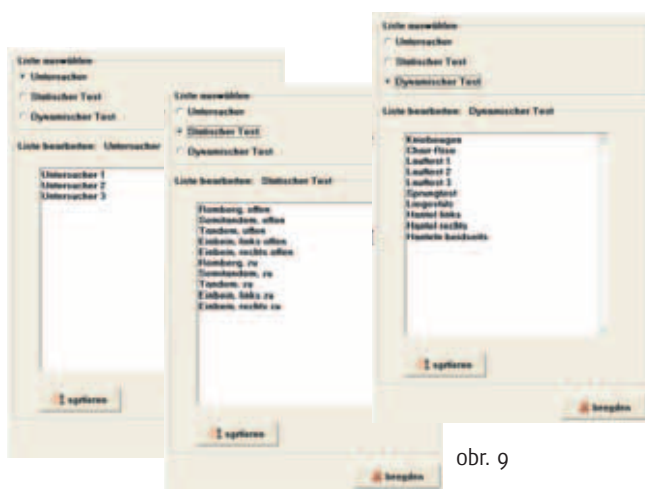 Liste auswählen
Untersucher
Statischer Test
Dynamischer Test
Liste bearbeiten: Untersucher
Untersucher 1
Untersucher 2
Untersucher 3
sortieren
Liste auswählen
Untersucher
Statischer Test
Dynamischer Test
Liste bearbeiten: Statischer Test
Romberg, offen
Semitandem, offen
Tandem, offen
Einbein, links offen
Einbein, rechts offen
Romberg, zu
Semitandem, zu
Tandem, zu
Einbein, links zu
Einbein, rechts zu
sortieren
beenden
Liste auswählen
Untersucher
Statischer Test
Dynamischer Test
Liste bearbeiten: Dynamischer Test
Kniebeugen
Chair-Rise
Lauftest 1
Lauftest 2
Lauftest 3
Sprungtest
Liegestütz
Hantel links
Hantel rechts
Hanteln beidseits
sortieren
beenden
obr. 9